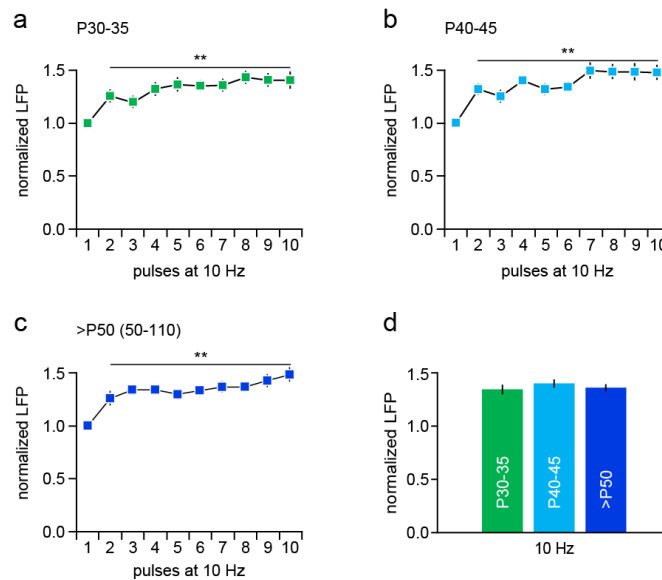 a
P30-35
**
1.5
1.0
0.5
0.0
normalized LFP
1 2 3 4 5 6 7 8 9 10
pulses at 10 Hz
b
P40-45
**
1.5
1.0
0.5
0.0
normalized LFP
1 2 3 4 5 6 7 8 9 10
pulses at 10 Hz
c
>P50 (50-110)
**
1.5
1.0
0.5
0.0
normalized LFP
1 2 3 4 5 6 7 8 9 10
pulses at 10 Hz
d
1.5
1.0
0.5
0.0
normalized LFP
P30-35
P40-45
>P50
10 Hz